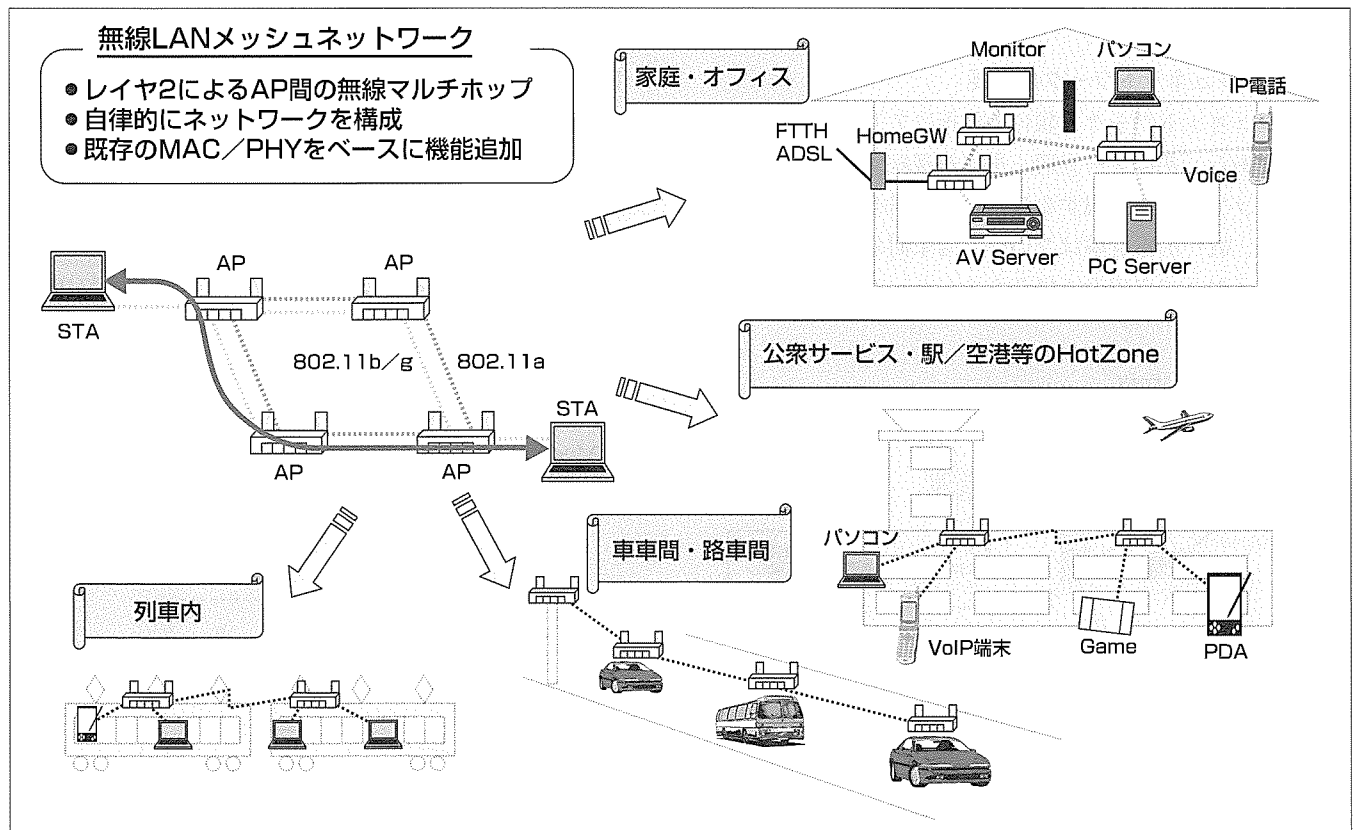 無線LANメッシュネットワーク
●レイヤ2によるAP間の無線マルチホップ
●自律的にネットワークを構成
●既存のMAC／PHYをベースに機能追加
家庭・オフィス
Monitor
パソコン
IP電話
FTTH
ADSL
HomeGW
Voice
AV Server
PC Server
AP
AP
STA
802.11b／g
802.11a
AP
AP
STA
公衆サービス・駅／空港等のHotZone
パソコン
VoIP端末
Game
PDA
車車間・路車間
列車内